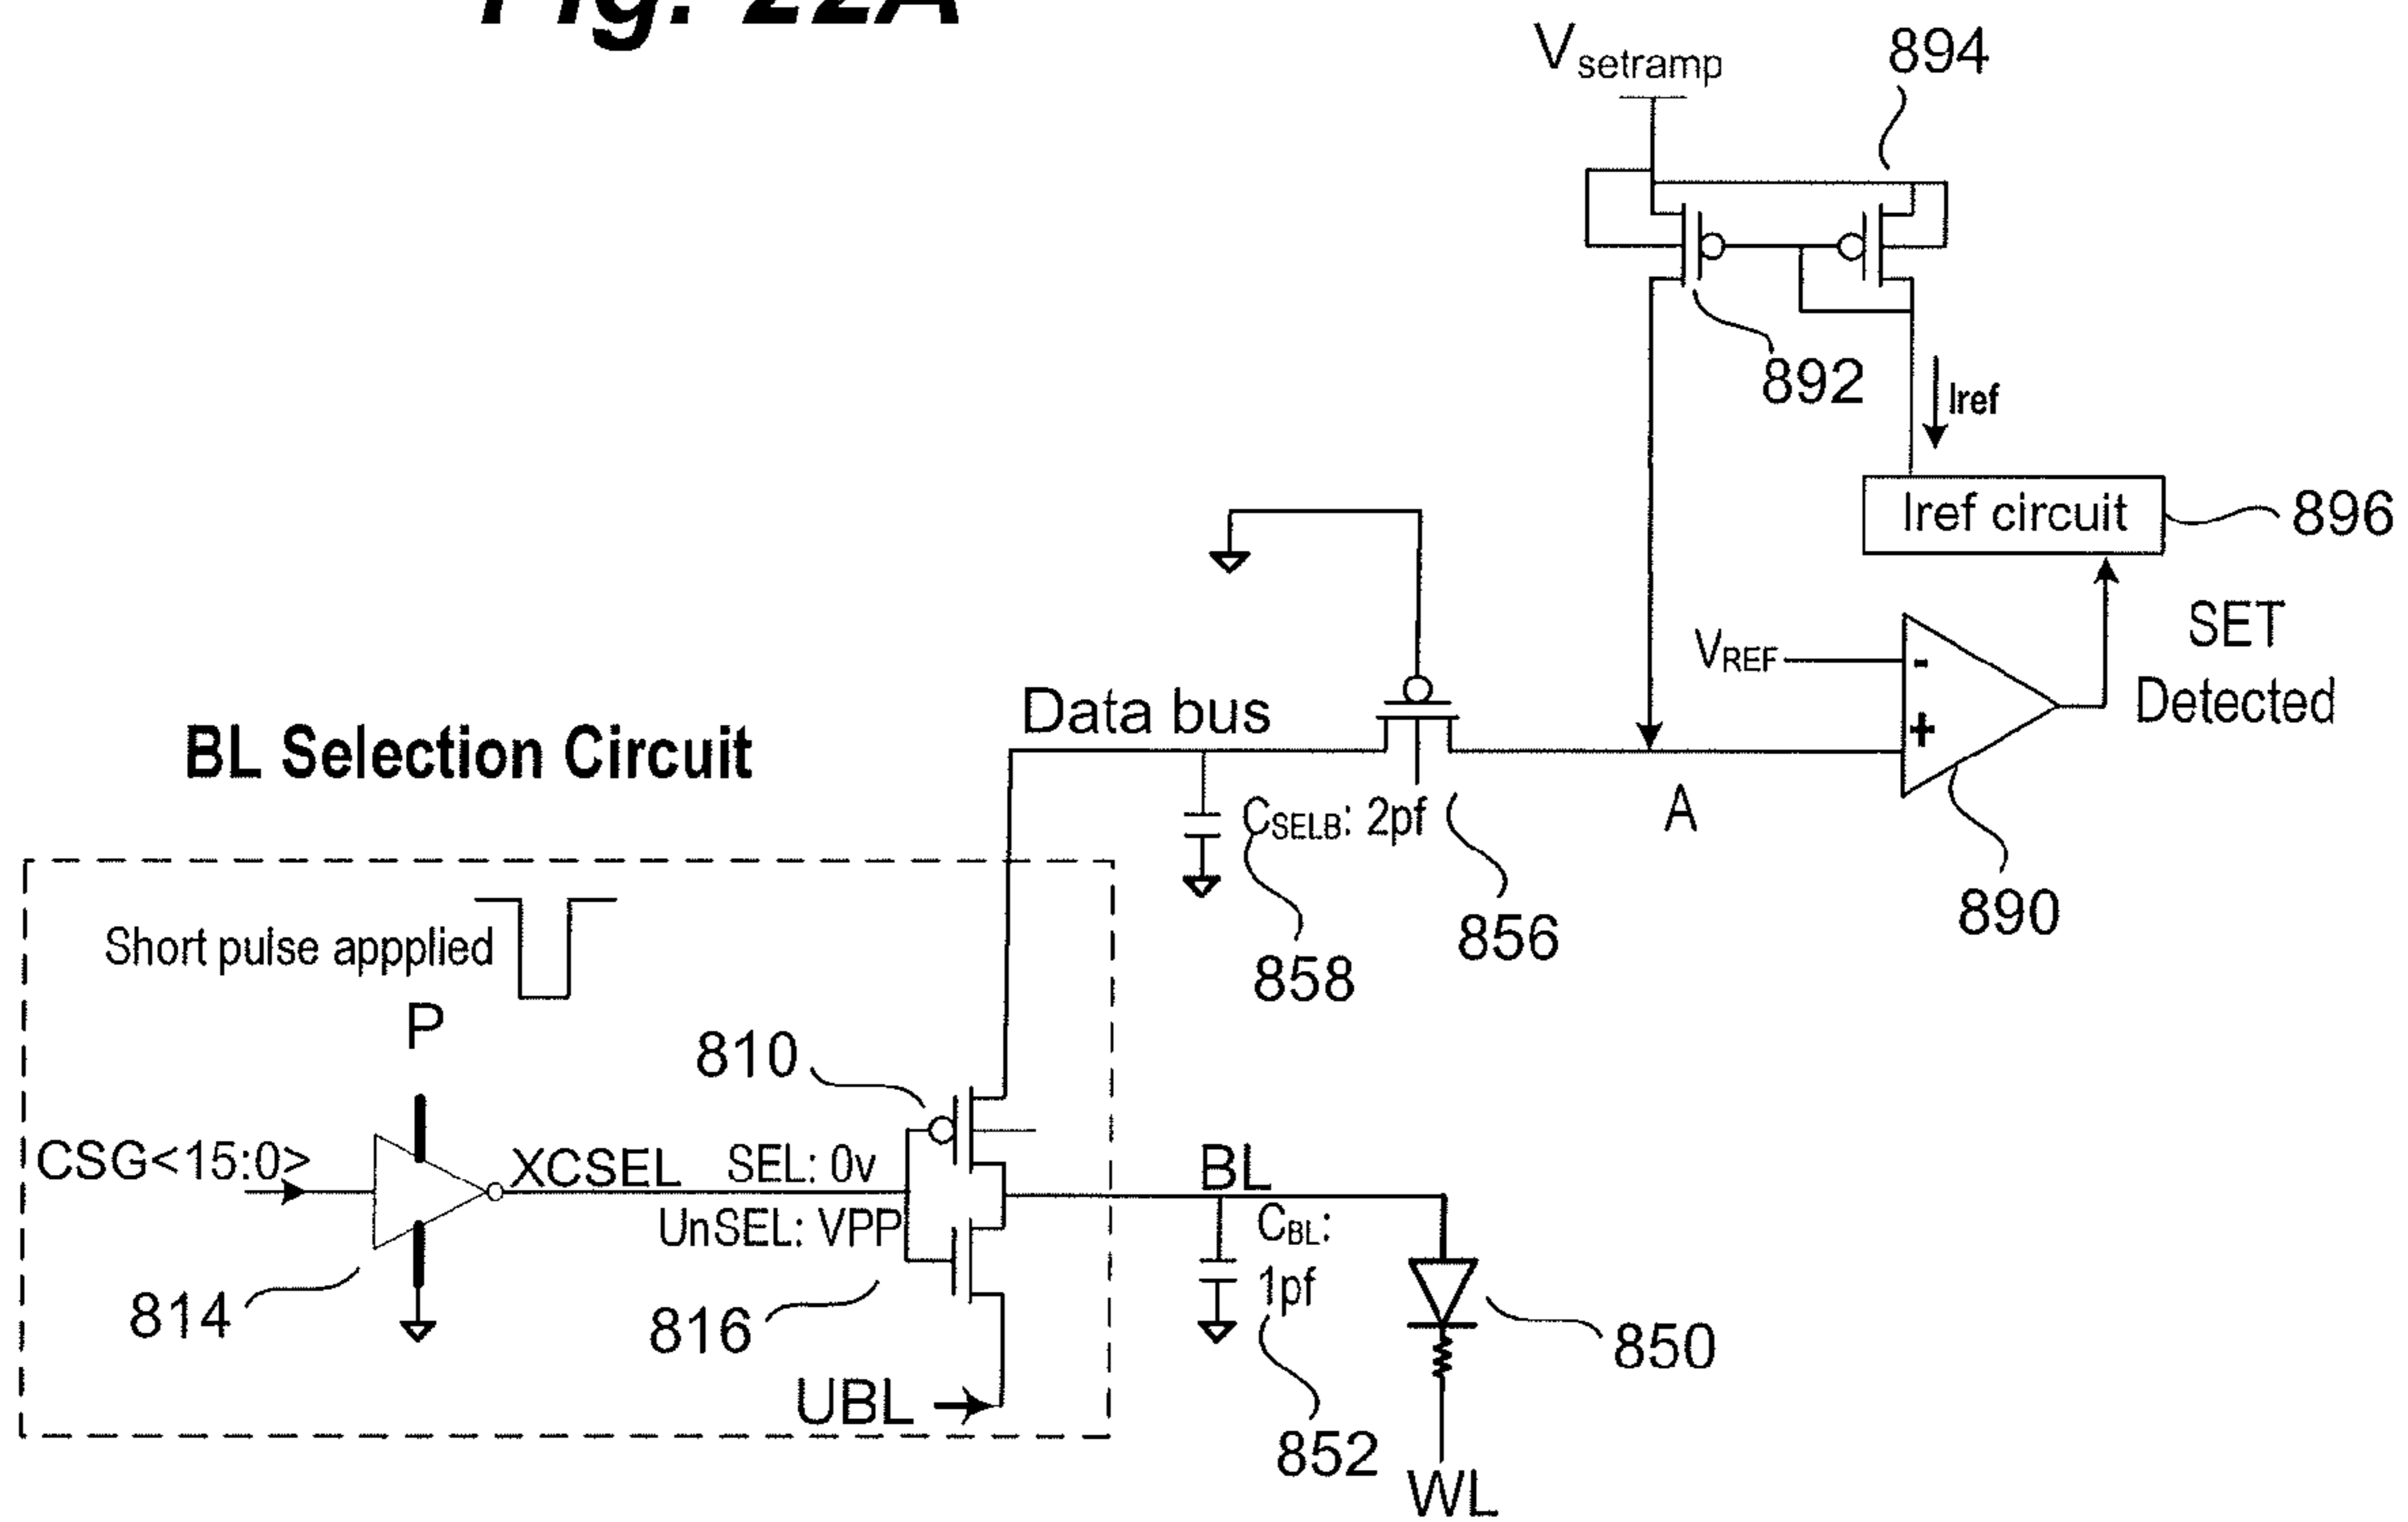 Fig. 22A
Vsetramp
894
892
Iref
Iref circuit
896
VREF
-
+
SET
Detected
Data bus
A
890
CSELB: 2pf
856
858
BL Selection Circuit
Short pulse appplied
P
810
CSG<15:0>
XCSEL
SEL: 0v
UnSEL: VPP
814
816
UBL
BL
CBL:
1pf
850
852
WL